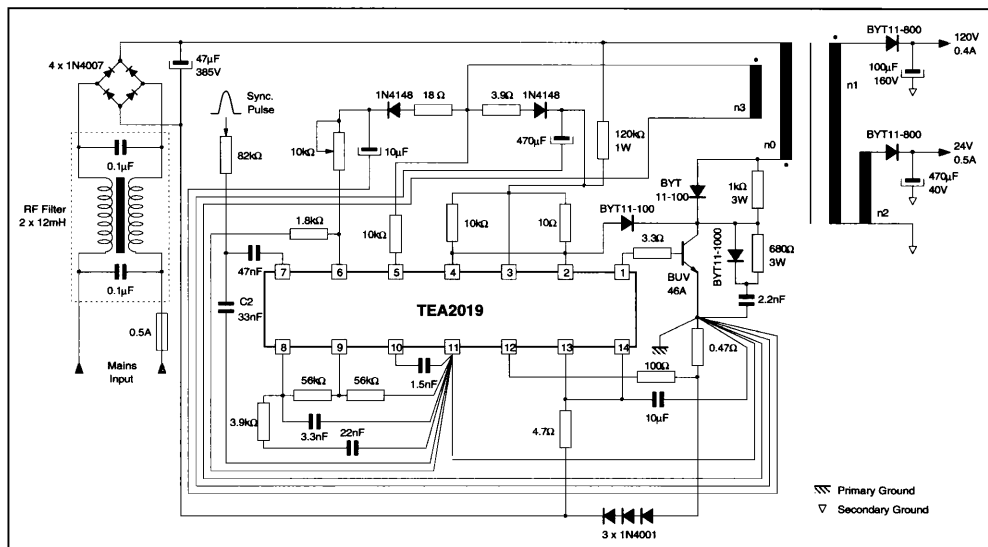 4 x 1N4007
47µF
385V
Sync.
Pulse
82kΩ
0.1µF
RF Filter
2 x 12mH
0.1µF
0.5A
Mains
Input
1N4148
18 Ω
3.9Ω
1N4148
10kΩ
10µF
470µF
120kΩ
1W
1.8kΩ
10kΩ
10kΩ
10Ω
BYT11-100
BYT
11-100
1kΩ
3W
3.3Ω
BUV
46A
BYT11-1000
680Ω
3W
2.2nF
n3
n0
n1
n2
BYT11-800
120V
0.4A
100µF
160V
BYT11-800
24V
0.5A
470µF
40V
47nF
C2
33nF
7
6
5
4
3
2
1
TEA2019
8
9
10
11
12
13
14
56kΩ
56kΩ
1.5nF
3.9kΩ
3.3nF
22nF
100Ω
0.47Ω
10µF
4.7Ω
3 x 1N4001
Primary Ground
Secondary Ground